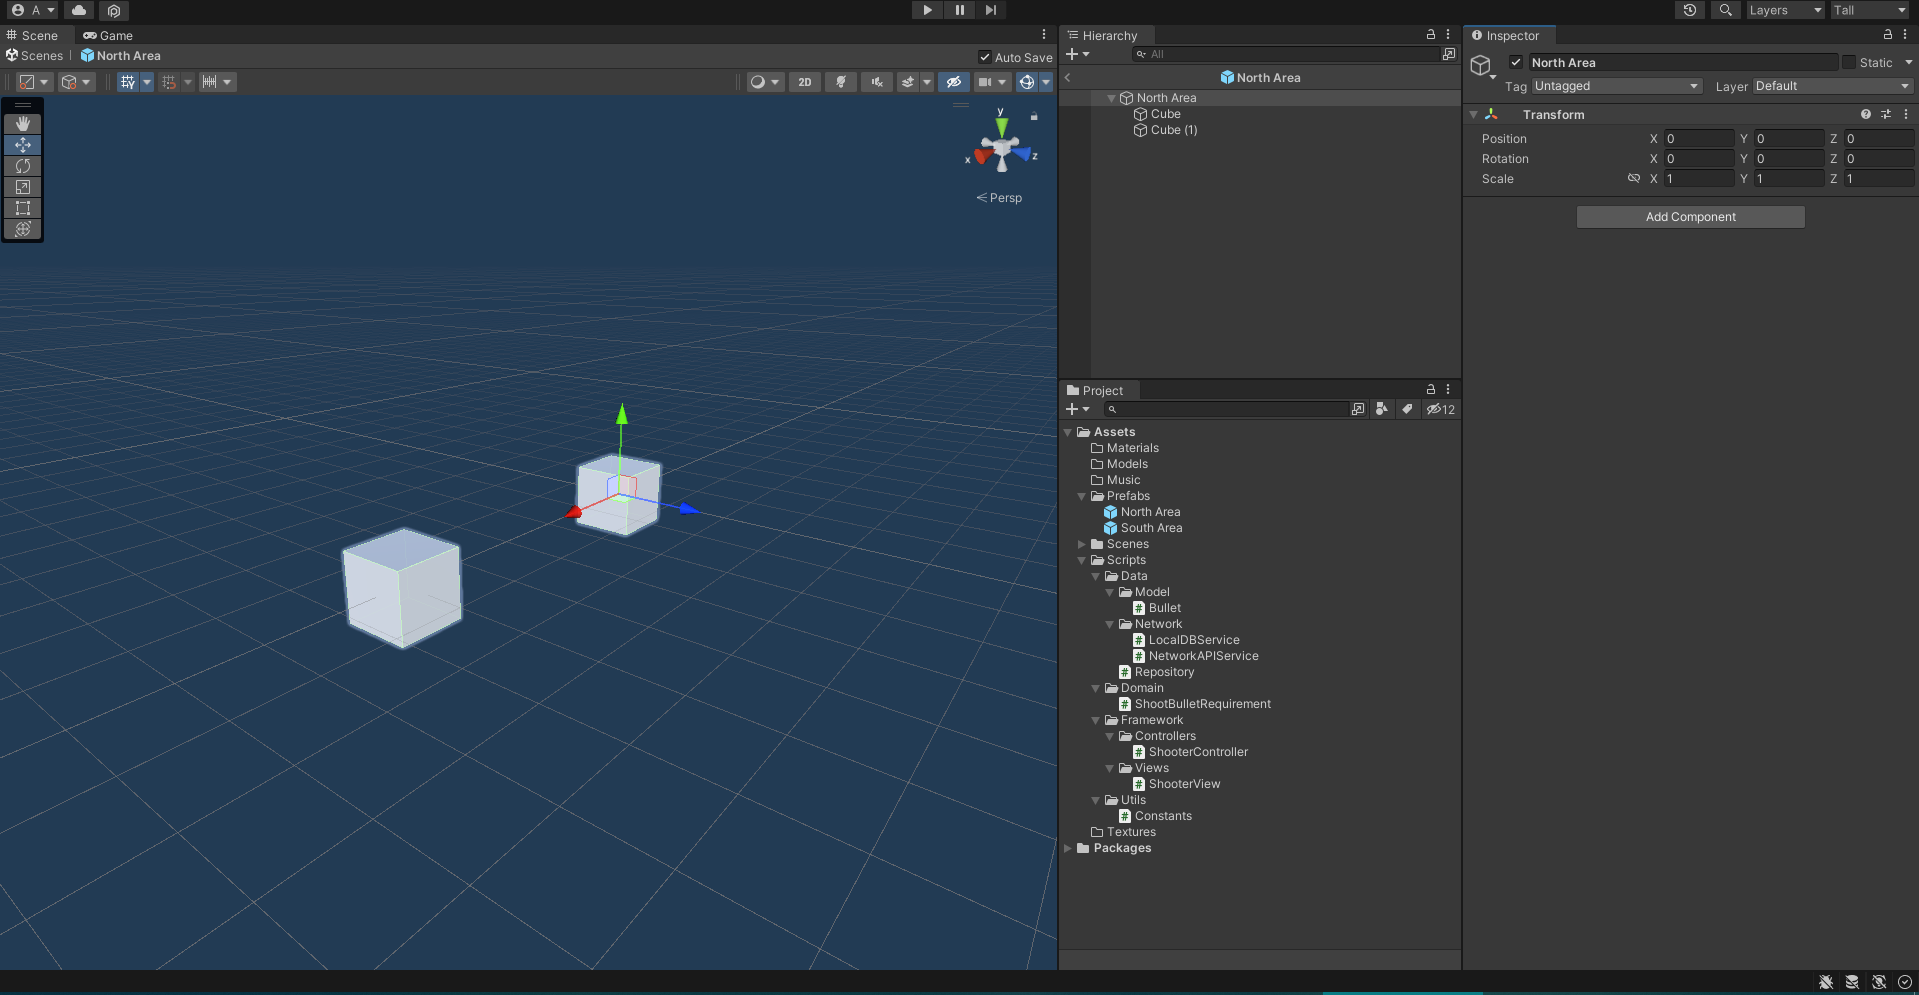 A
Layers
Tall
Scene
Game
Scenes
North Area
Auto Save
2D
y
x
z
Persp
Hierarchy
All
North Area
North Area
Cube
Cube (1)
Project
12
Assets
Materials
Models
Music
Prefabs
North Area
South Area
Scenes
Scripts
Data
Model
Bullet
Network
LocalDBService
NetworkAPIService
Repository
Domain
ShootBulletRequirement
Framework
Controllers
ShooterController
Views
ShooterView
Utils
Constants
Textures
Packages
Inspector
North Area
Static
Tag Untagged Layer Default
Transform
Position X 0 Y 0 Z 0
Rotation X 0 Y 0 Z 0
Scale X 1 Y 1 Z 1
Add Component